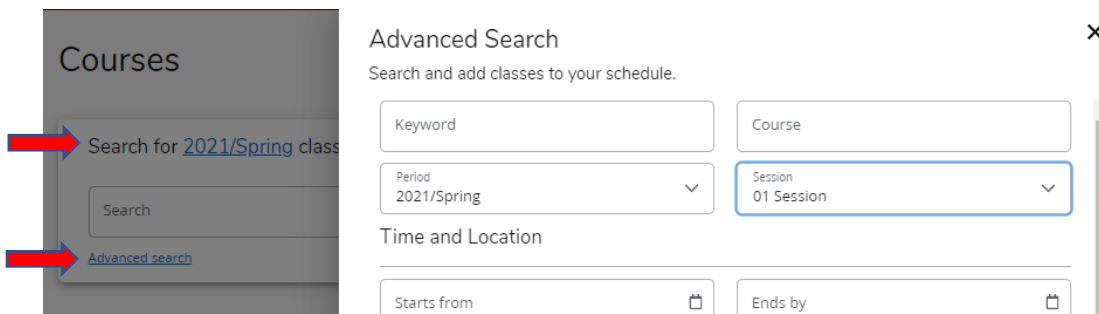 Courses
Search for 2021/Spring class
Search
Advanced search
Advanced Search
Search and add classes to your schedule.
Keyword
Course
Period
2021/Spring
Session
01 Session
Time and Location
Starts from
Ends by